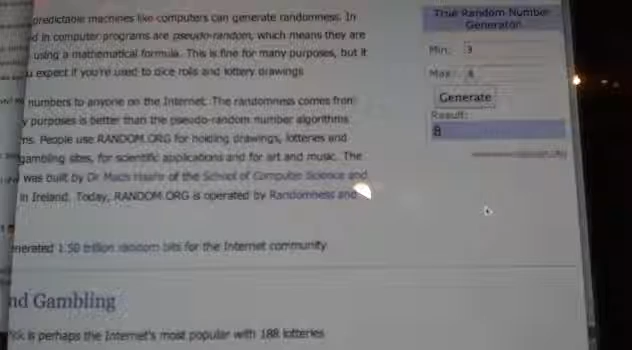 predictable machines like computers can generate randomness. In
in computer programs are pseudo-random, which means they are
using a mathematical formula. This is fine for many purposes, but it
u expect if you're used to dice rolls and lottery drawings
numbers to anyone on the Internet. The randomness comes from
y purposes is better than the pseudo-random number algorithms
ms. People use RANDOM.ORG for holding drawings, lotteries and
gambling sites, for scientific applications and for art and music. The
was built by Dr Mads Haahr of the School of Computer Science and
in Ireland. Today, RANDOM.ORG is operated by Randomness and
enerated 1.50 trillion random bits for the Internet community
nd Gambling
is perhaps the Internet's most popular with 188 lotteries
True Random Number
Generator
Min: 3
Max:
Generate
Result:
8